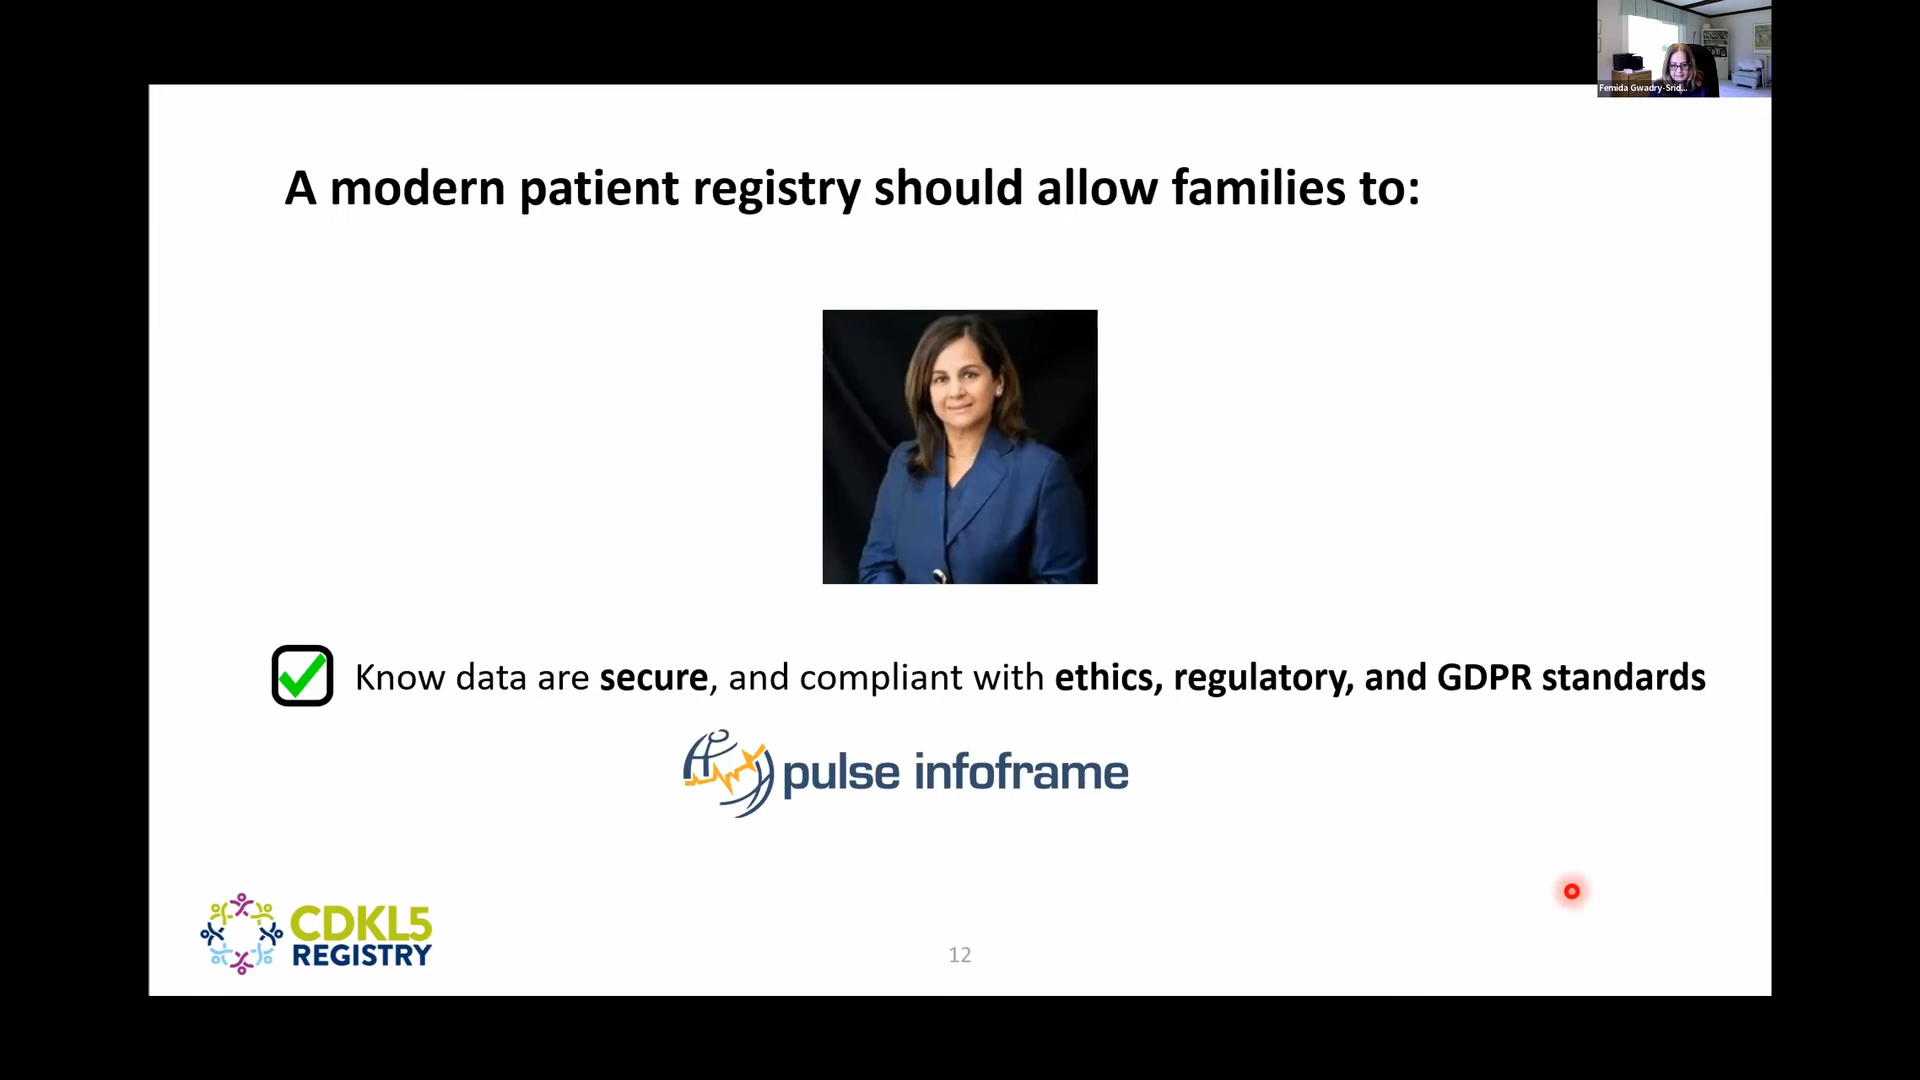 Femida Gwadry-Srid...
A modern patient registry should allow families to:
Know data are secure, and compliant with ethics, regulatory, and GDPR standards
pulse infoframe
CDKL5
REGISTRY
12